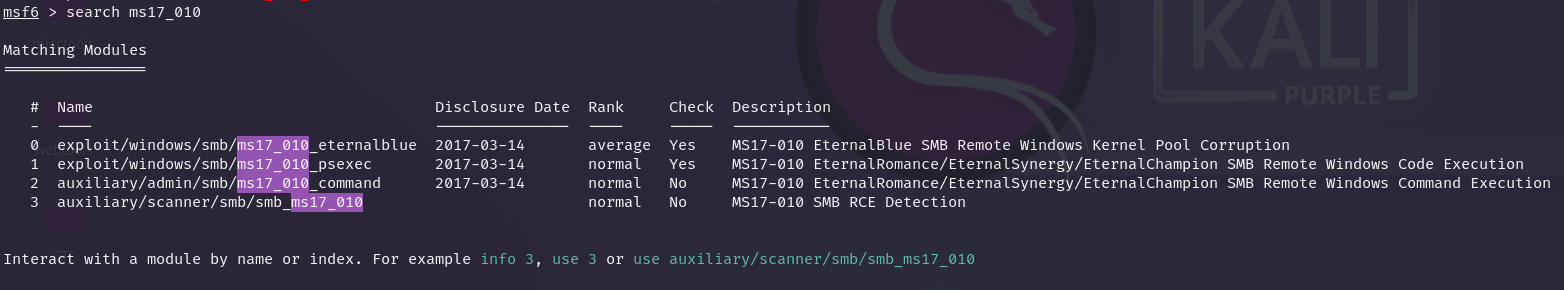 msf6 > search ms17_010
KALI
PURPLE
Matching Modules
================
# Name Disclosure Date Rank Check Description
- ---- --------------- ---- ----- -----------
0 exploit/windows/smb/ms17_010_eternalblue 2017-03-14 average Yes MS17-010 EternalBlue SMB Remote Windows Kernel Pool Corruption
1 exploit/windows/smb/ms17_010_psexec 2017-03-14 normal Yes MS17-010 EternalRomance/EternalSynergy/EternalChampion SMB Remote Windows Code Execution
2 auxiliary/admin/smb/ms17_010_command 2017-03-14 normal No MS17-010 EternalRomance/EternalSynergy/EternalChampion SMB Remote Windows Command Execution
3 auxiliary/scanner/smb/smb_ms17_010 normal No MS17-010 SMB RCE Detection
Interact with a module by name or index. For example info 3, use 3 or use auxiliary/scanner/smb/smb_ms17_010